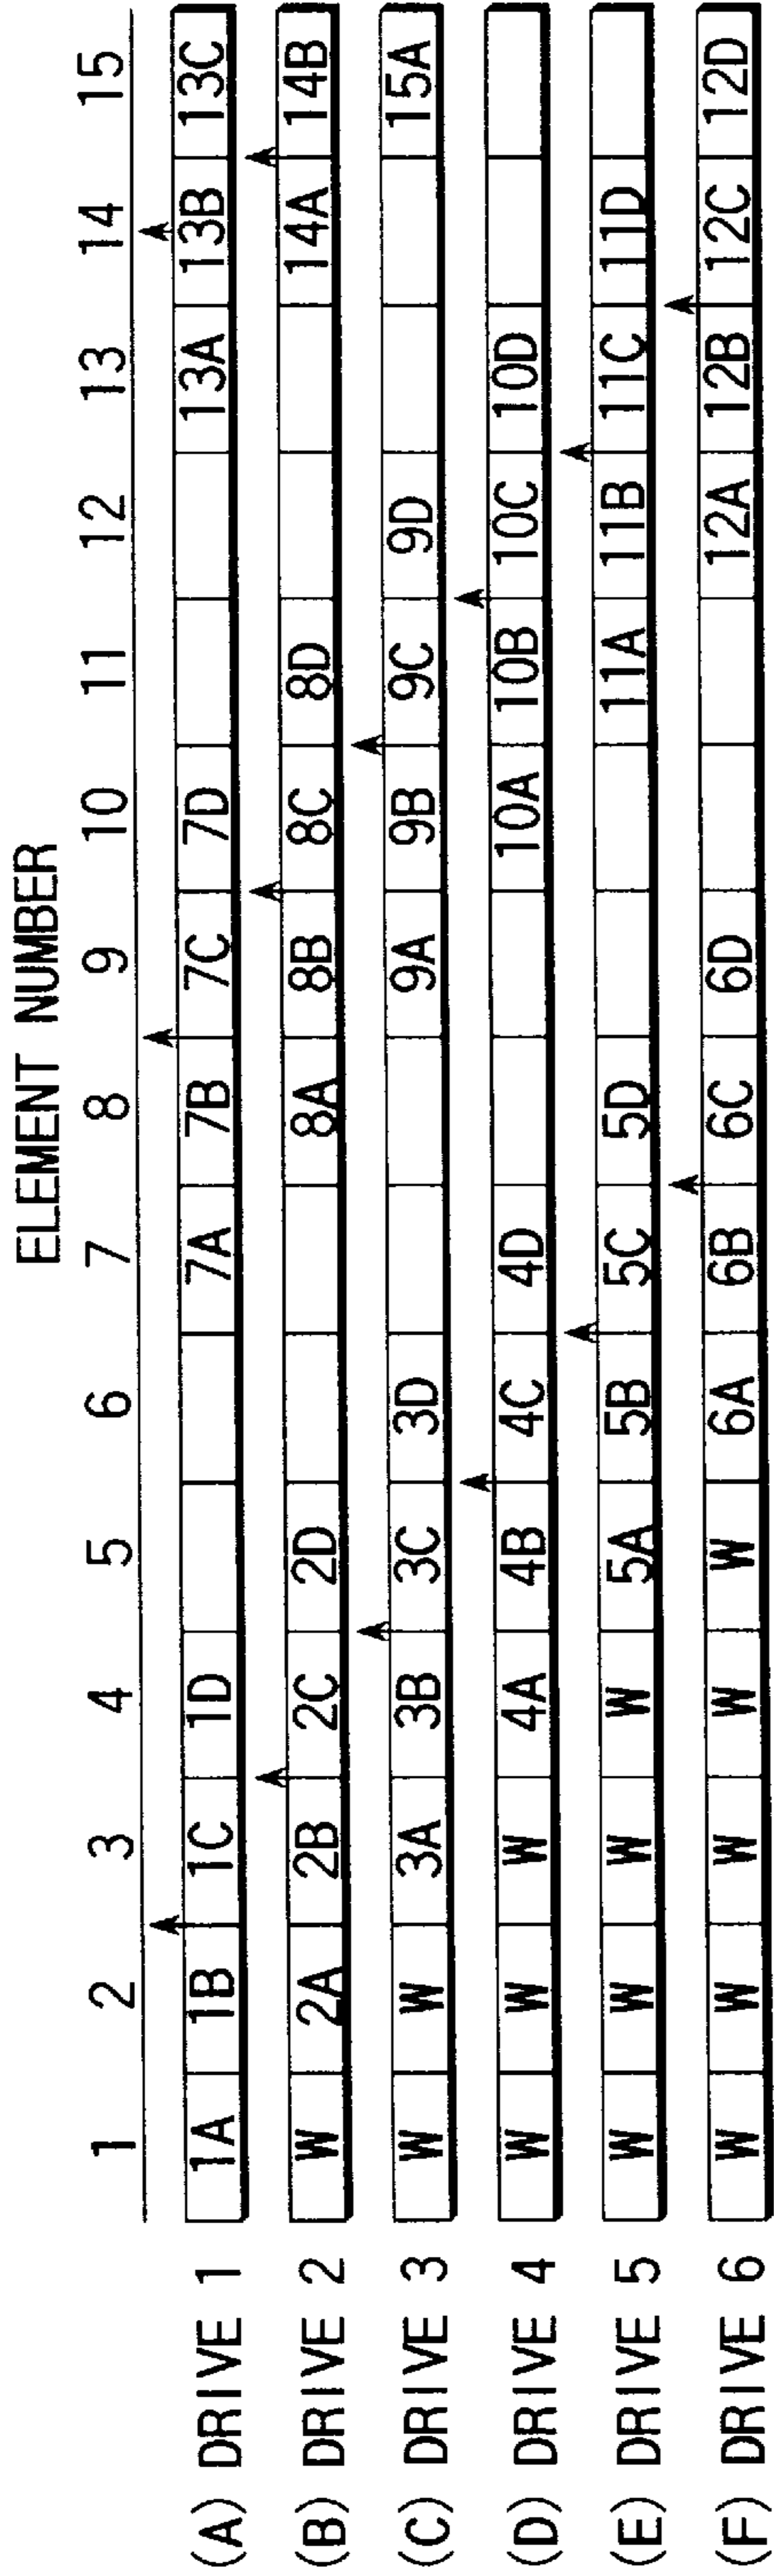 ELEMENT NUMBER
1 2 3 4 5 6 7 8 9 10 11 12 13 14 15
(A) DRIVE 1 1A 1B 1C 1D 7A 7B 7C 7D 13A 13B 13C
(B) DRIVE 2 W 2A 2B 2C 2D 8A 8B 8C 8D 14A 14B
(C) DRIVE 3 W W 3A 3B 3C 3D 9A 9B 9C 9D 15A
(D) DRIVE 4 W W W 4A 4B 4C 4D 10A 10B 10C 10D
(E) DRIVE 5 W W W W 5A 5B 5C 5D 11A 11B 11C 11D
(F) DRIVE 6 W W W W W 6A 6B 6C 6D 12A 12B 12C 12D